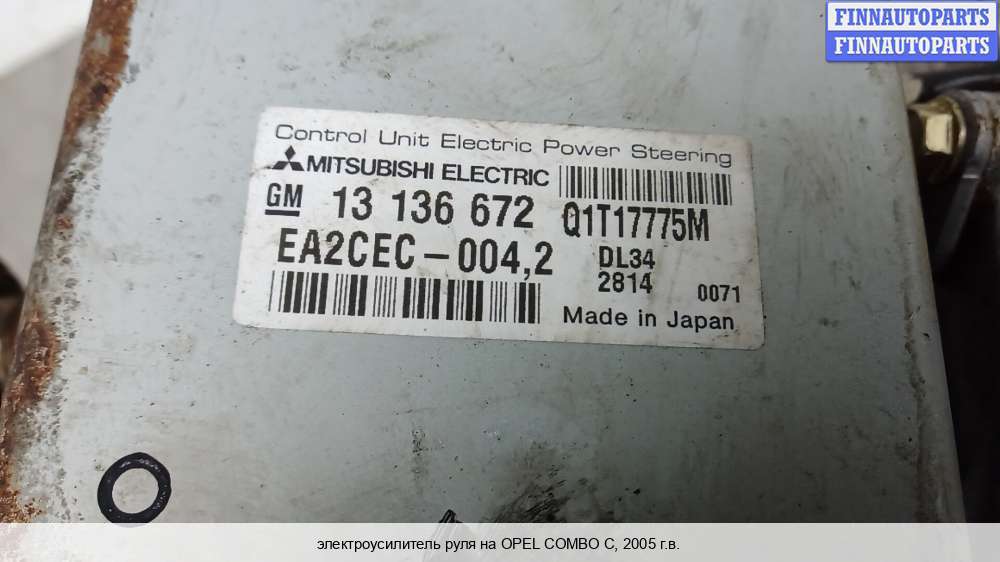 FINNAUTOPARTS
FINNAUTOPARTS
Control Unit Electric Power Steering
MITSUBISHI ELECTRIC
GM 13 136 672 Q1T17775M
EA2CEC-004,2 DL34
2814 0071
Made in Japan
электроусилитель руля на OPEL COMBO C, 2005 г.в.